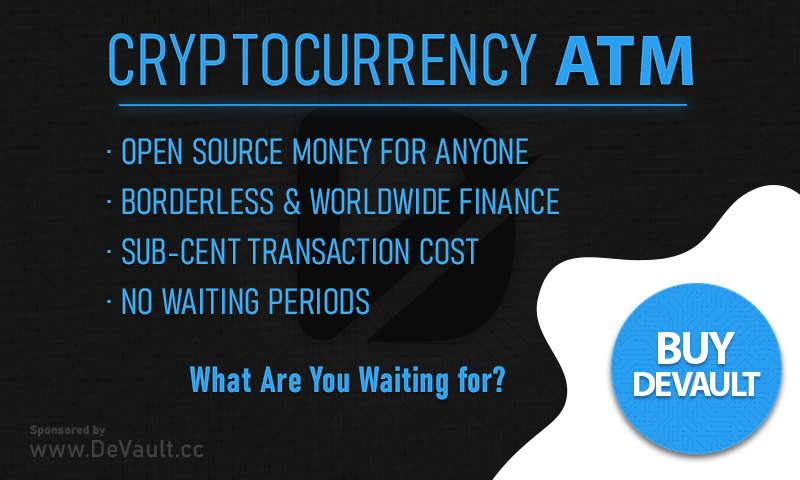 CRYPTOCURRENCY ATM
· OPEN SOURCE MONEY FOR ANYONE
· BORDERLESS & WORLDWIDE FINANCE
· SUB-CENT TRANSACTION COST
· NO WAITING PERIODS
What Are You Waiting for?
BUY
DEVAULT
Sponsored by
www.DeVault.cc